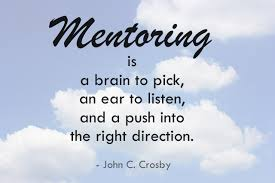 Mentoring
is
a brain to pick,
an ear to listen,
and a push into
the right direction.
- John C. Crosby